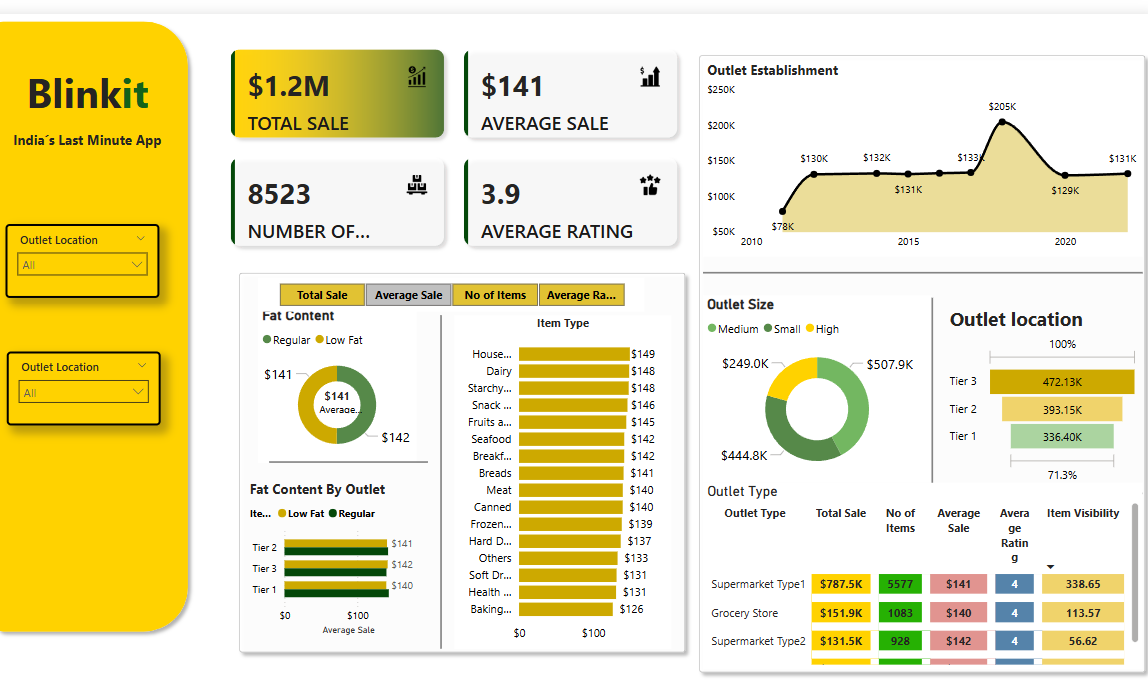 Blinkit
India´s Last Minute App
Outlet Location
All
Outlet Location
All
$1.2M
TOTAL SALE
$141
AVERAGE SALE
8523
NUMBER OF...
3.9
AVERAGE RATING
Total Sale
Average Sale
No of Items
Average Ra...
Fat Content
Regular Low Fat
$141
$141
Average...
$142
Fat Content By Outlet
Ite... Low Fat Regular
Tier 2 $141
Tier 3 $142
Tier 1 $140
$0 $100
Average Sale
Item Type
House... $149
Dairy $148
Starchy... $148
Snack ... $146
Fruits a... $145
Seafood $142
Breakf... $142
Breads $141
Meat $140
Canned $140
Frozen... $139
Hard D... $137
Others $133
Soft Dr... $131
Health ... $131
Baking... $126
$0 $100
Outlet Establishment
$250K
$200K
$150K
$100K
$50K
$78K
$130K
$132K
$131K
$133K
$205K
$129K
$131K
2010 2015 2020
Outlet Size
Medium Small High
$249.0K
$507.9K
$444.8K
Outlet location
100%
Tier 3 472.13K
Tier 2 393.15K
Tier 1 336.40K
71.3%
Outlet Type
Outlet Type Total Sale No of Items Average Sale Average Rating Item Visibility
Supermarket Type1 $787.5K 5577 $141 4 338.65
Grocery Store $151.9K 1083 $140 4 113.57
Supermarket Type2 $131.5K 928 $142 4 56.62